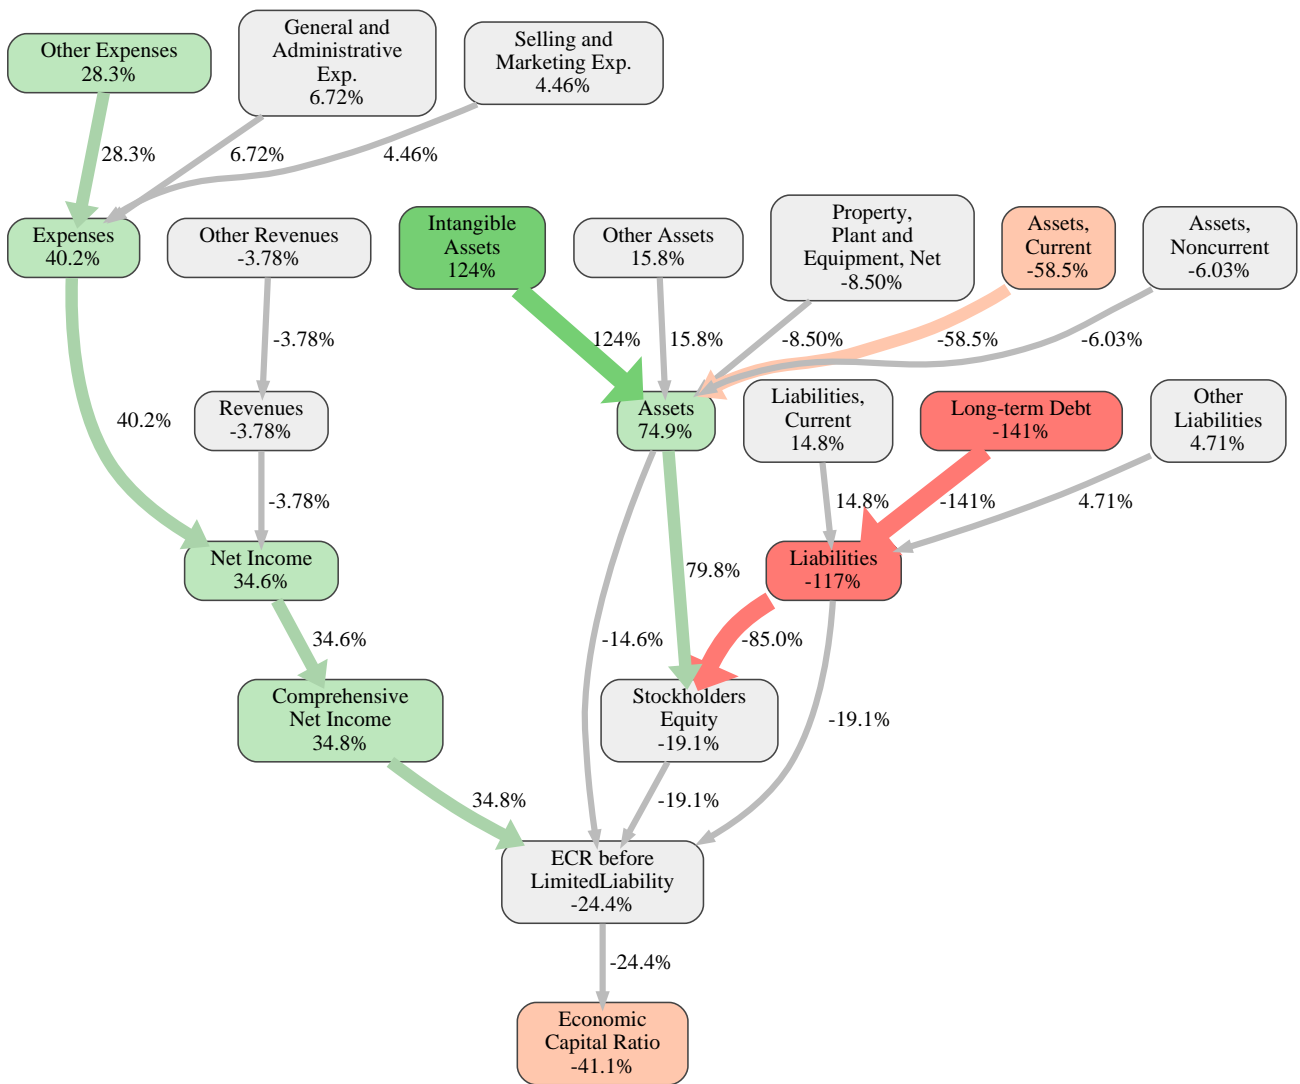 Other Expenses
28.3%
General and
Administrative
Exp.
6.72%
Selling and
Marketing Exp.
4.46%
28.3%
6.72%
4.46%
Expenses
40.2%
Other Revenues
-3.78%
Intangible
Assets
124%
Other Assets
15.8%
Property,
Plant and
Equipment, Net
-8.50%
Assets,
Current
-58.5%
Assets,
Noncurrent
-6.03%
-3.78%
124%
15.8%
-8.50%
-58.5%
-6.03%
40.2%
Revenues
-3.78%
Assets
74.9%
Liabilities,
Current
14.8%
Long-term Debt
-141%
Other
Liabilities
4.71%
-3.78%
14.8%
-141%
4.71%
Net Income
34.6%
79.8%
Liabilities
-117%
34.6%
-14.6%
-85.0%
Comprehensive
Net Income
34.8%
Stockholders
Equity
-19.1%
-19.1%
34.8%
-19.1%
ECR before
LimitedLiability
-24.4%
-24.4%
Economic
Capital Ratio
-41.1%